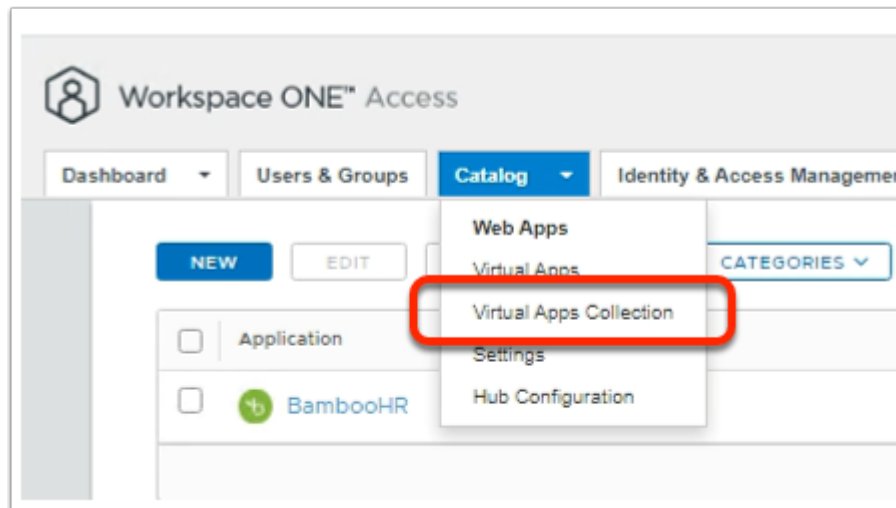 Workspace ONE™ Access
Dashboard Users & Groups Catalog Identity & Access Managemen
Web Apps
NEW EDIT Virtual Apps CATEGORIES
Virtual Apps Collection
Application
Settings
BambooHR Hub Configuration